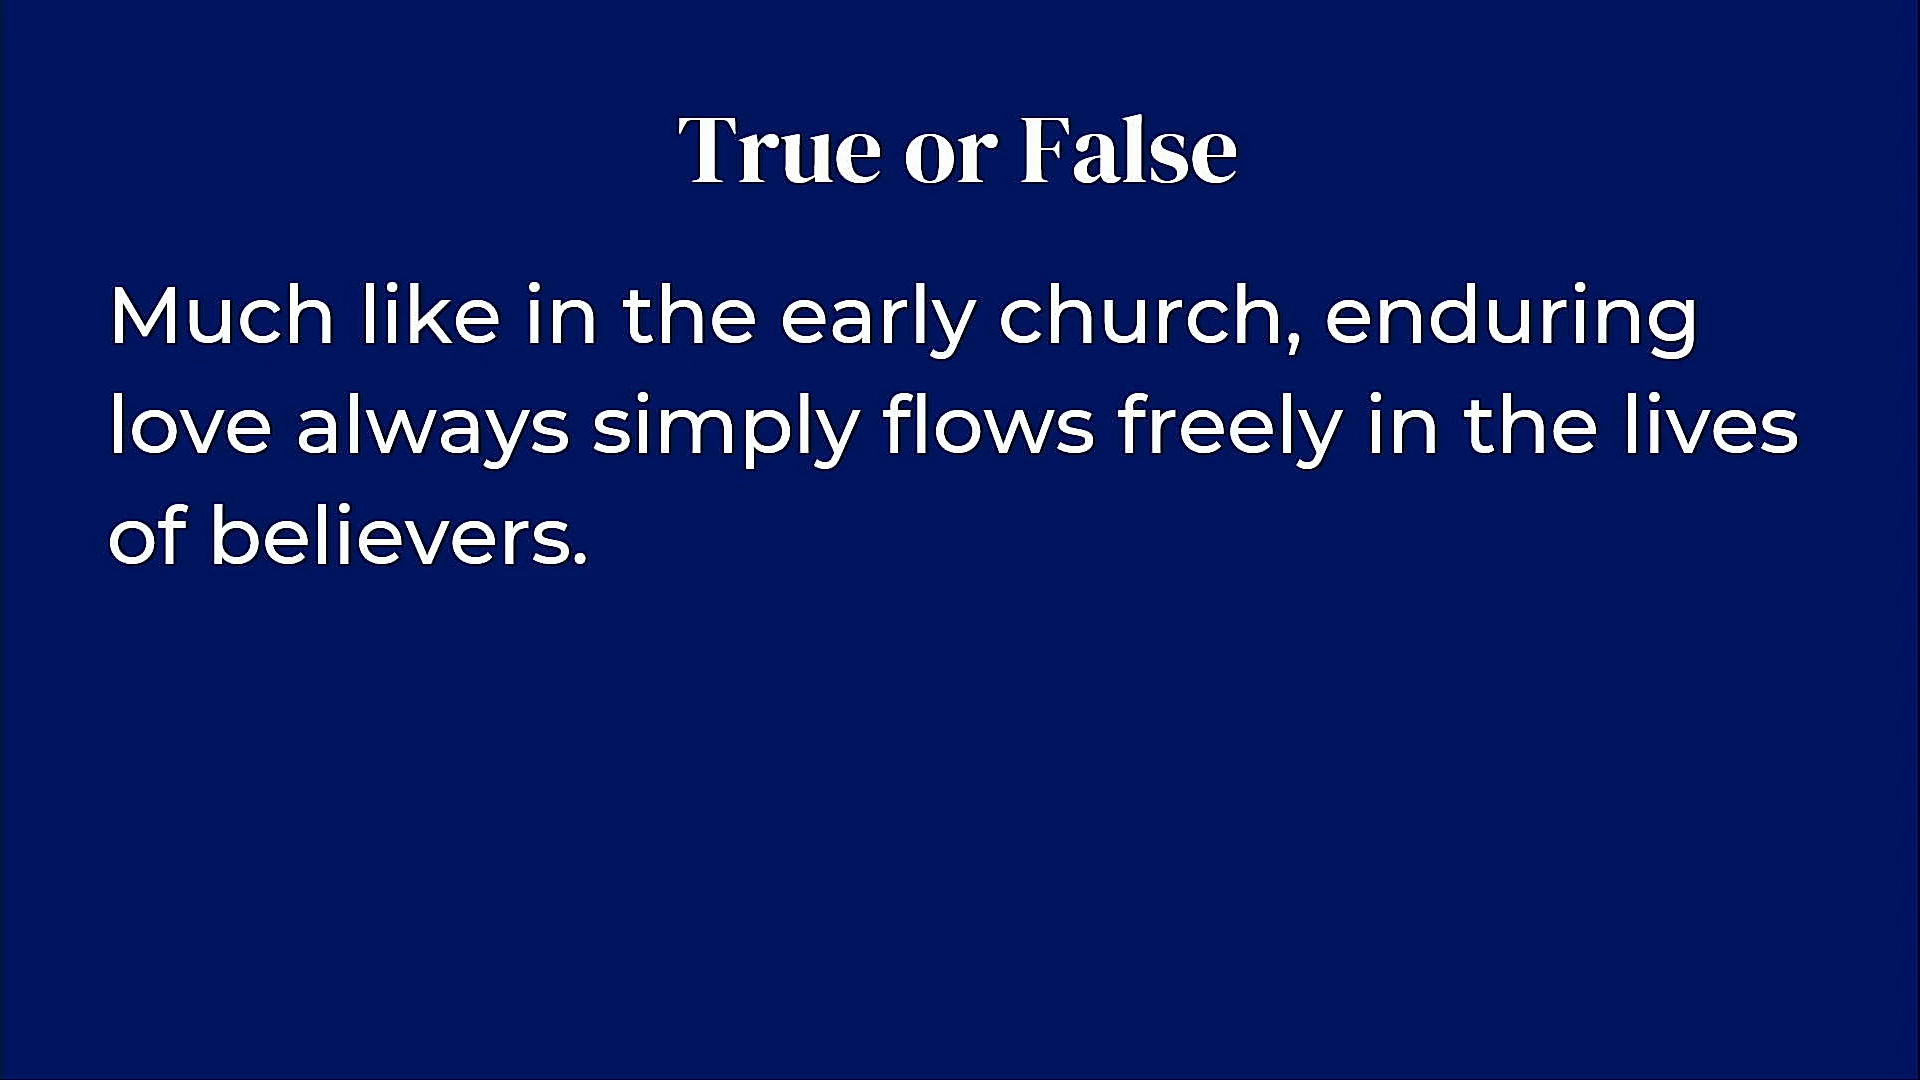 True or False
Much like in the early church, enduring
love always simply flows freely in the lives
of believers.